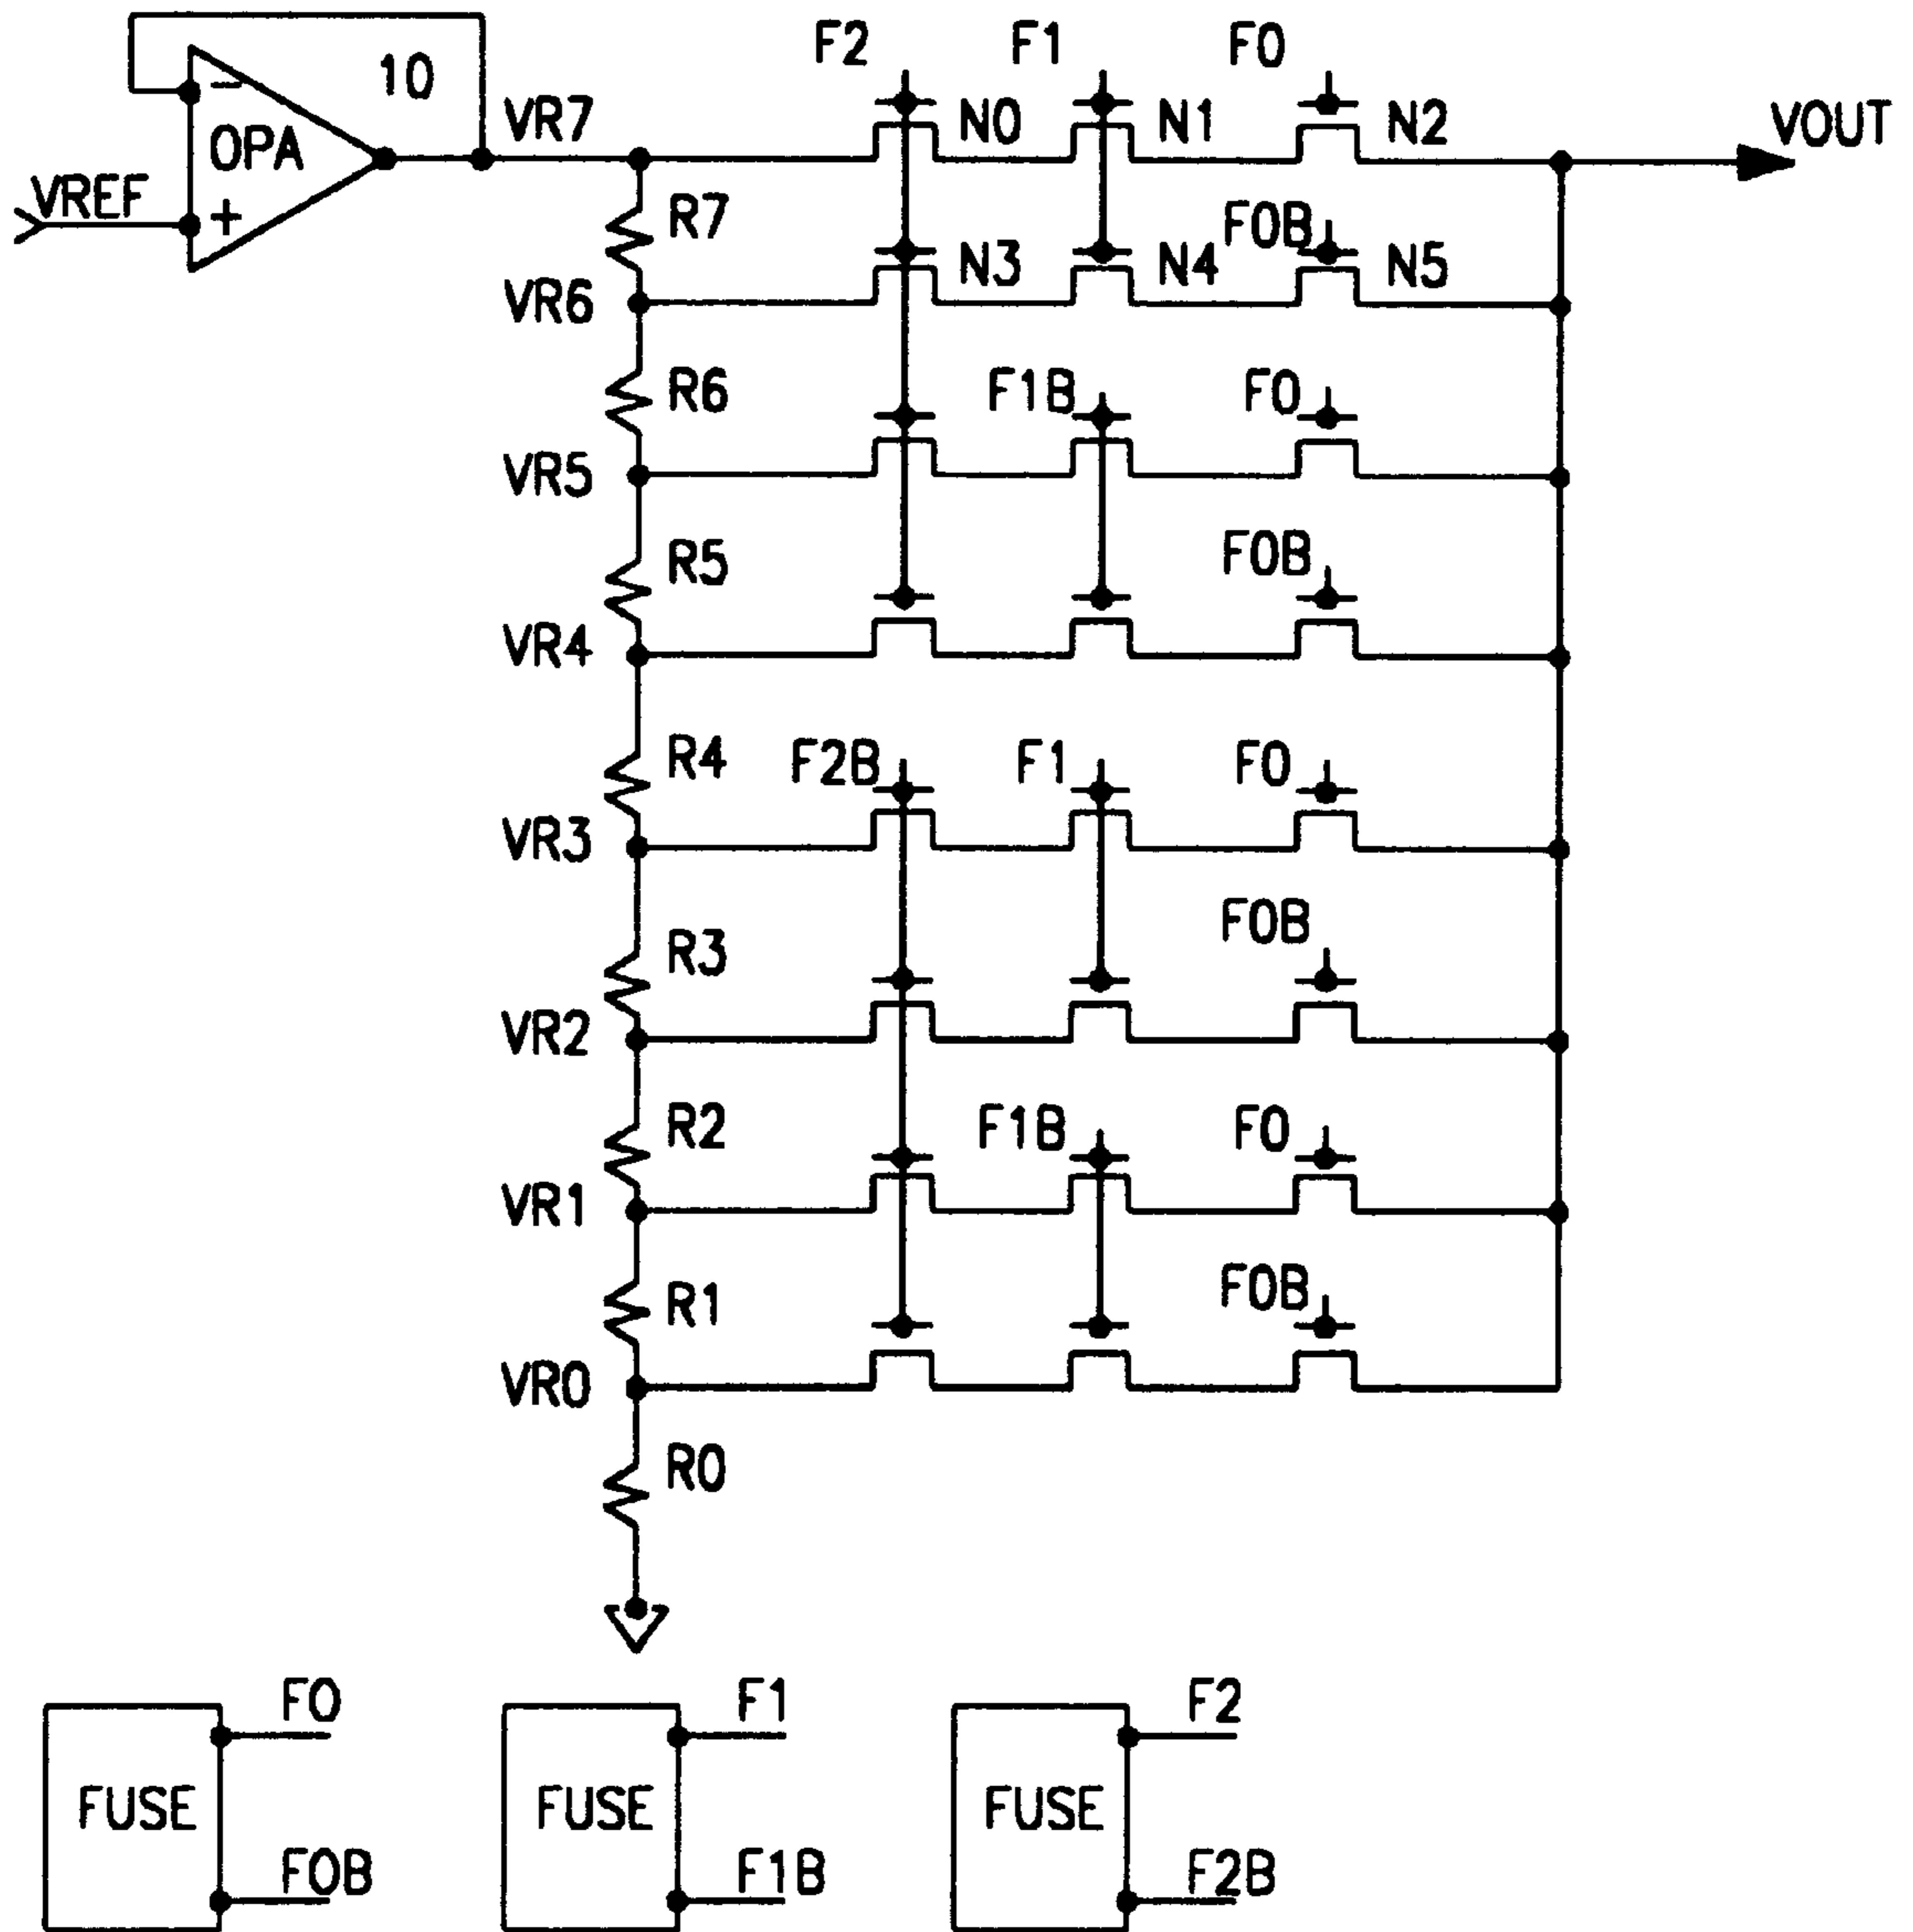 F2 F1 F0
10
VR7 N0 N1 N2 VOUT
OPA -
VREF +
R7 F0B
N3 N4 N5
VR6
R6 F1B F0
VR5
R5 F0B
VR4
R4 F2B F1 F0
VR3
R3 F0B
VR2
R2 F1B F0
VR1
R1 F0B
VR0
R0
F0 F1 F2
FUSE FUSE FUSE
F0B F1B F2B